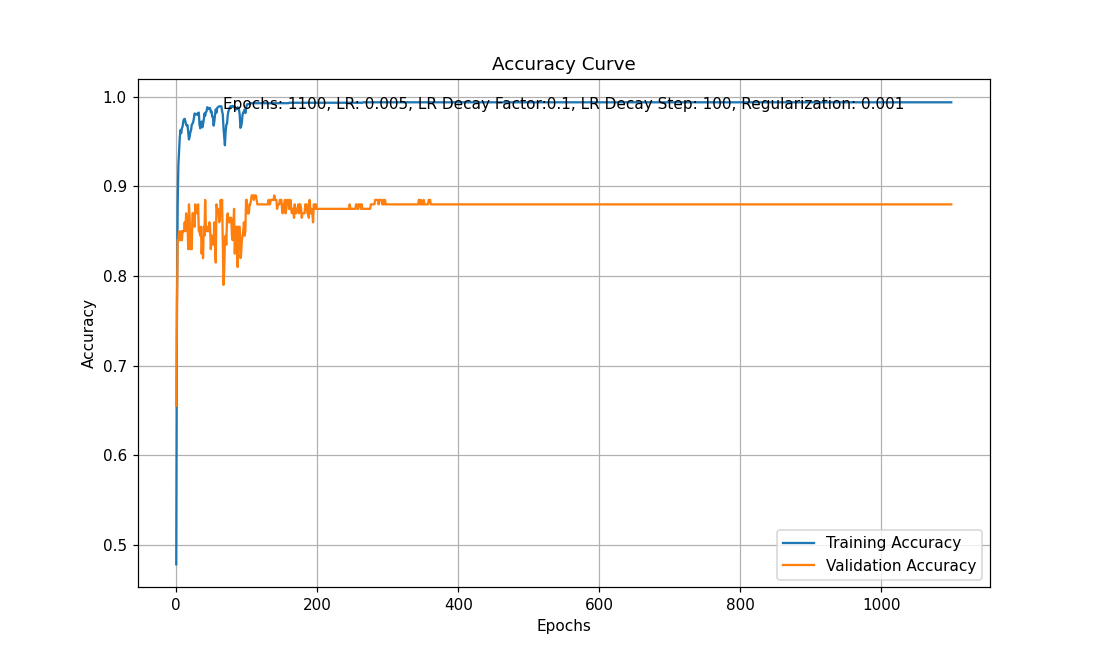 Accuracy Curve
Epochs: 1100, LR: 0.005, LR Decay Factor:0.1, LR Decay Step: 100, Regularization: 0.001
1.0
0.9
0.8
0.7
0.6
0.5
Accuracy
Training Accuracy
Validation Accuracy
0 200 400 600 800 1000
Epochs